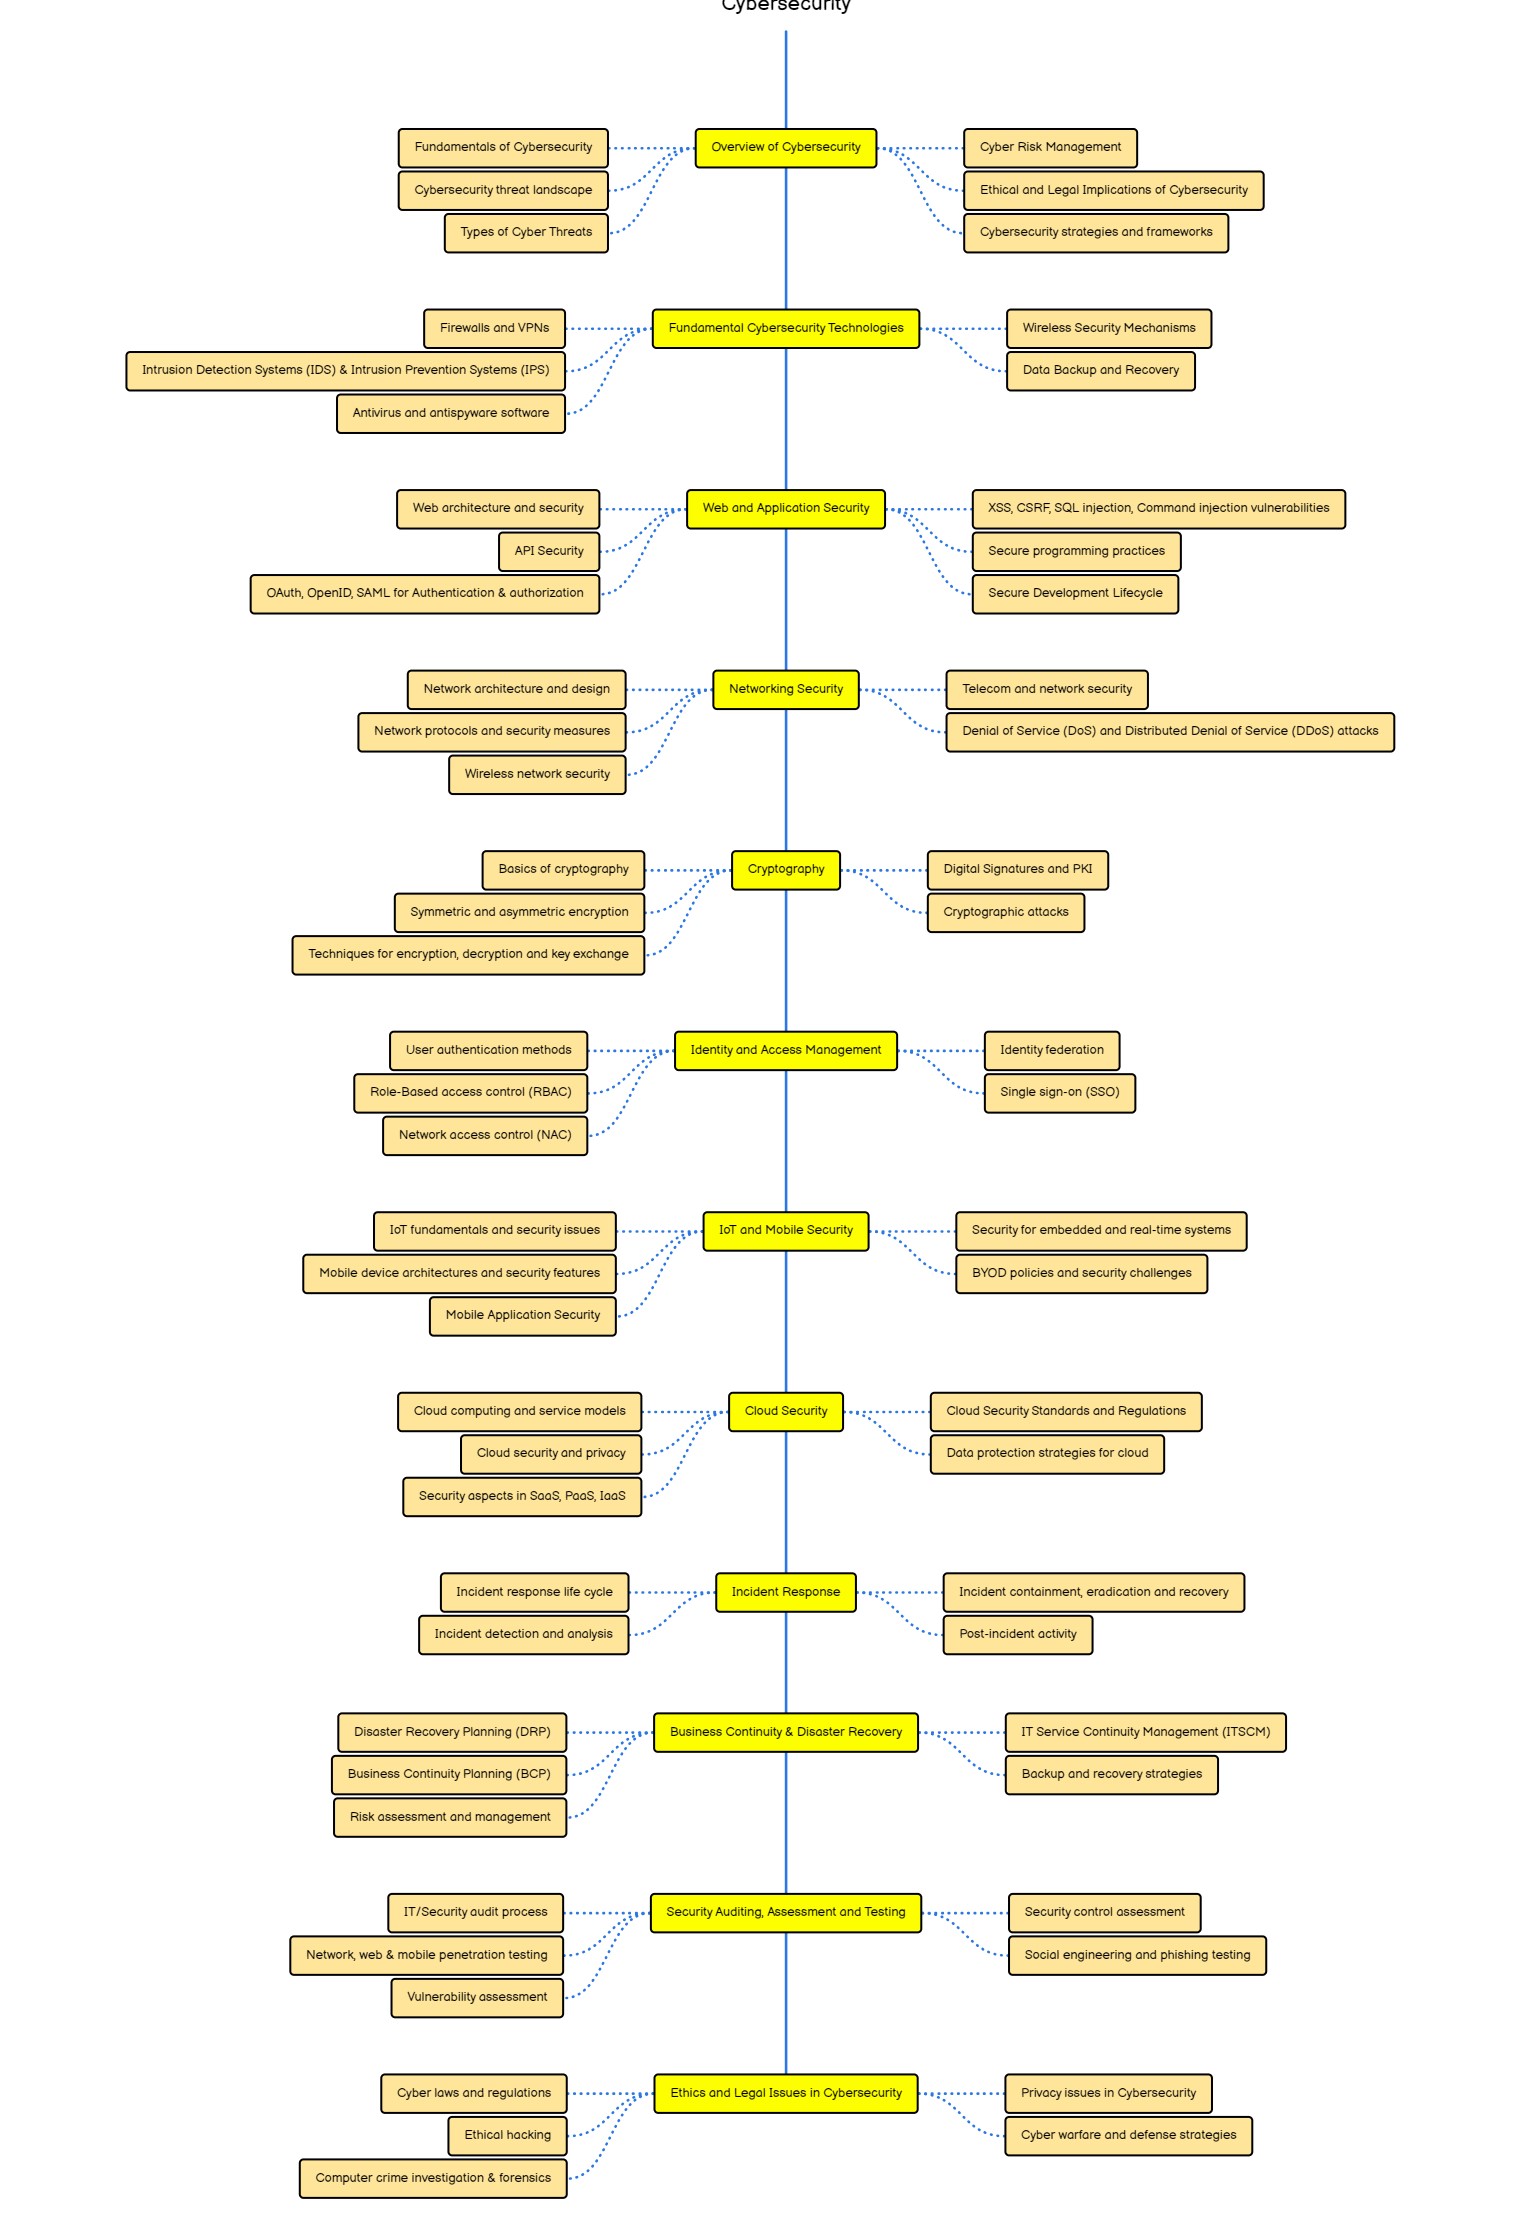 Cybersecurity
Overview of Cybersecurity
Fundamentals of Cybersecurity
Cybersecurity threat landscape
Types of Cyber Threats
Cyber Risk Management
Ethical and Legal Implications of Cybersecurity
Cybersecurity strategies and frameworks
Fundamental Cybersecurity Technologies
Firewalls and VPNs
Intrusion Detection Systems (IDS) & Intrusion Prevention Systems (IPS)
Antivirus and antispyware software
Wireless Security Mechanisms
Data Backup and Recovery
Web and Application Security
Web architecture and security
API Security
OAuth, OpenID, SAML for Authentication & authorization
XSS, CSRF, SQL injection, Command injection vulnerabilities
Secure programming practices
Secure Development Lifecycle
Networking Security
Network architecture and design
Network protocols and security measures
Wireless network security
Telecom and network security
Denial of Service (DoS) and Distributed Denial of Service (DDoS) attacks
Cryptography
Basics of cryptography
Symmetric and asymmetric encryption
Techniques for encryption, decryption and key exchange
Digital Signatures and PKI
Cryptographic attacks
Identity and Access Management
User authentication methods
Role-Based access control (RBAC)
Network access control (NAC)
Identity federation
Single sign-on (SSO)
IoT and Mobile Security
IoT fundamentals and security issues
Mobile device architectures and security features
Mobile Application Security
Security for embedded and real-time systems
BYOD policies and security challenges
Cloud Security
Cloud computing and service models
Cloud security and privacy
Security aspects in SaaS, PaaS, IaaS
Cloud Security Standards and Regulations
Data protection strategies for cloud
Incident Response
Incident response life cycle
Incident detection and analysis
Incident containment, eradication and recovery
Post-incident activity
Business Continuity & Disaster Recovery
Disaster Recovery Planning (DRP)
Business Continuity Planning (BCP)
Risk assessment and management
IT Service Continuity Management (ITSCM)
Backup and recovery strategies
Security Auditing, Assessment and Testing
IT/Security audit process
Network, web & mobile penetration testing
Vulnerability assessment
Security control assessment
Social engineering and phishing testing
Ethics and Legal Issues in Cybersecurity
Cyber laws and regulations
Ethical hacking
Computer crime investigation & forensics
Privacy issues in Cybersecurity
Cyber warfare and defense strategies